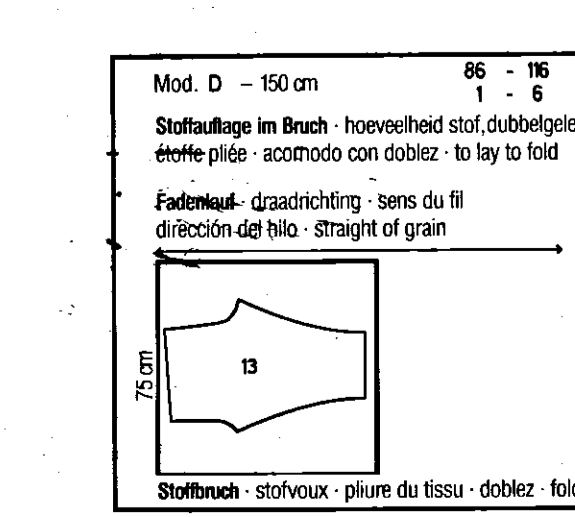 Mod. D – 150 cm
86 - 116
1 - 6
Stoffauflage im Bruch · hoeveelheid stof, dubbelgele
étoffe pliée · acomodo con doblez · to lay to fold
Fadenlauf · draadrichting · sens du fil
dirección del hilo · straight of grain
13
75 cm
Stoffbruch · stofvoux · pliure du tissu · doblez · fold